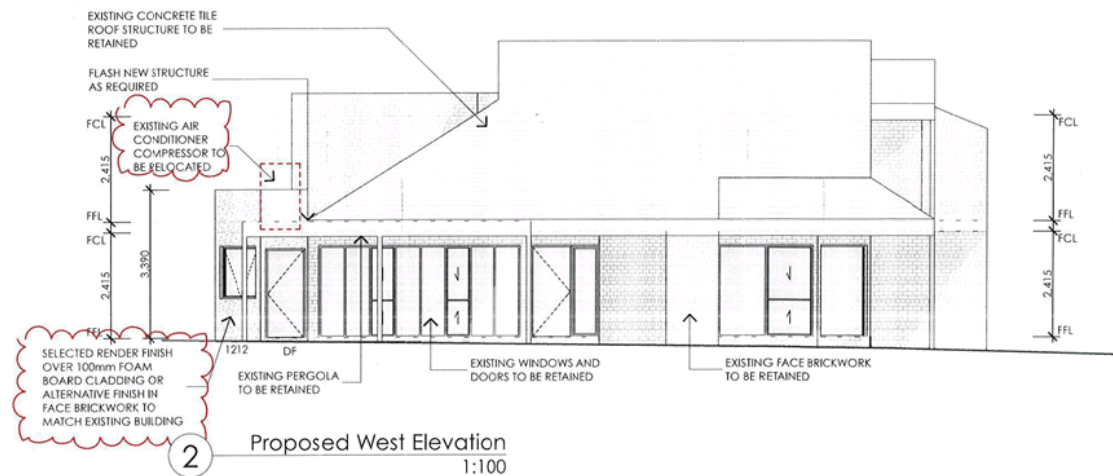 EXISTING CONCRETE TILE
ROOF STRUCTURE TO BE
RETAINED
FLASH NEW STRUCTURE
AS REQUIRED
EXISTING AIR
CONDITIONER
COMPRESSOR TO
BE RELOCATED
FCL
2,415
FFL
FCL
2,415
FFL
3,390
FCL
2,415
FFL
FCL
2,415
FFL
1212
DF
SELECTED RENDER FINISH
OVER 100mm FOAM
BOARD CLADDING OR
ALTERNATIVE FINISH IN
FACE BRICKWORK TO
MATCH EXISTING BUILDING
EXISTING PERGOLA
TO BE RETAINED
EXISTING WINDOWS AND
DOORS TO BE RETAINED
EXISTING FACE BRICKWORK
TO BE RETAINED
2
Proposed West Elevation
1:100